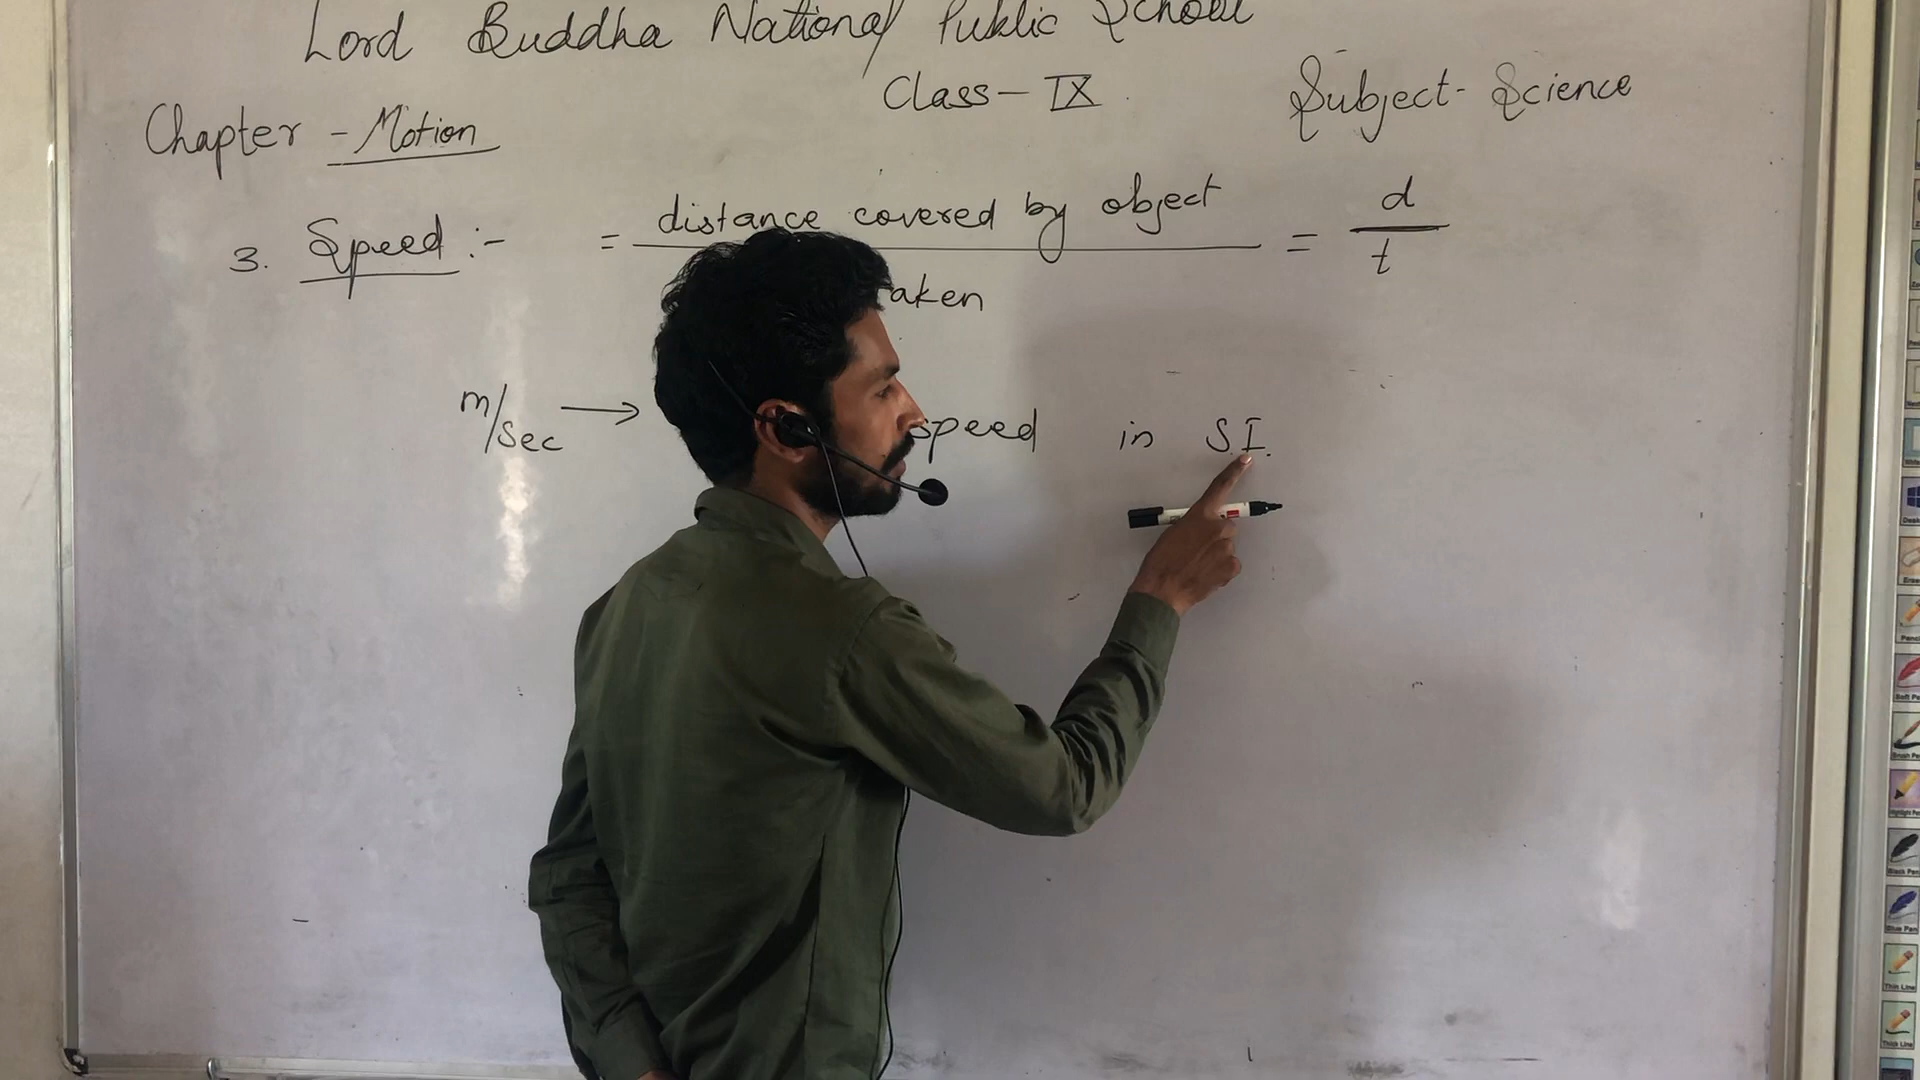 Lord Buddha National Public School
Class - IX
Subject - Science
Chapter - Motion
3. Speed :- = distance covered by object = d
aken t
m/sec → speed in S.I.